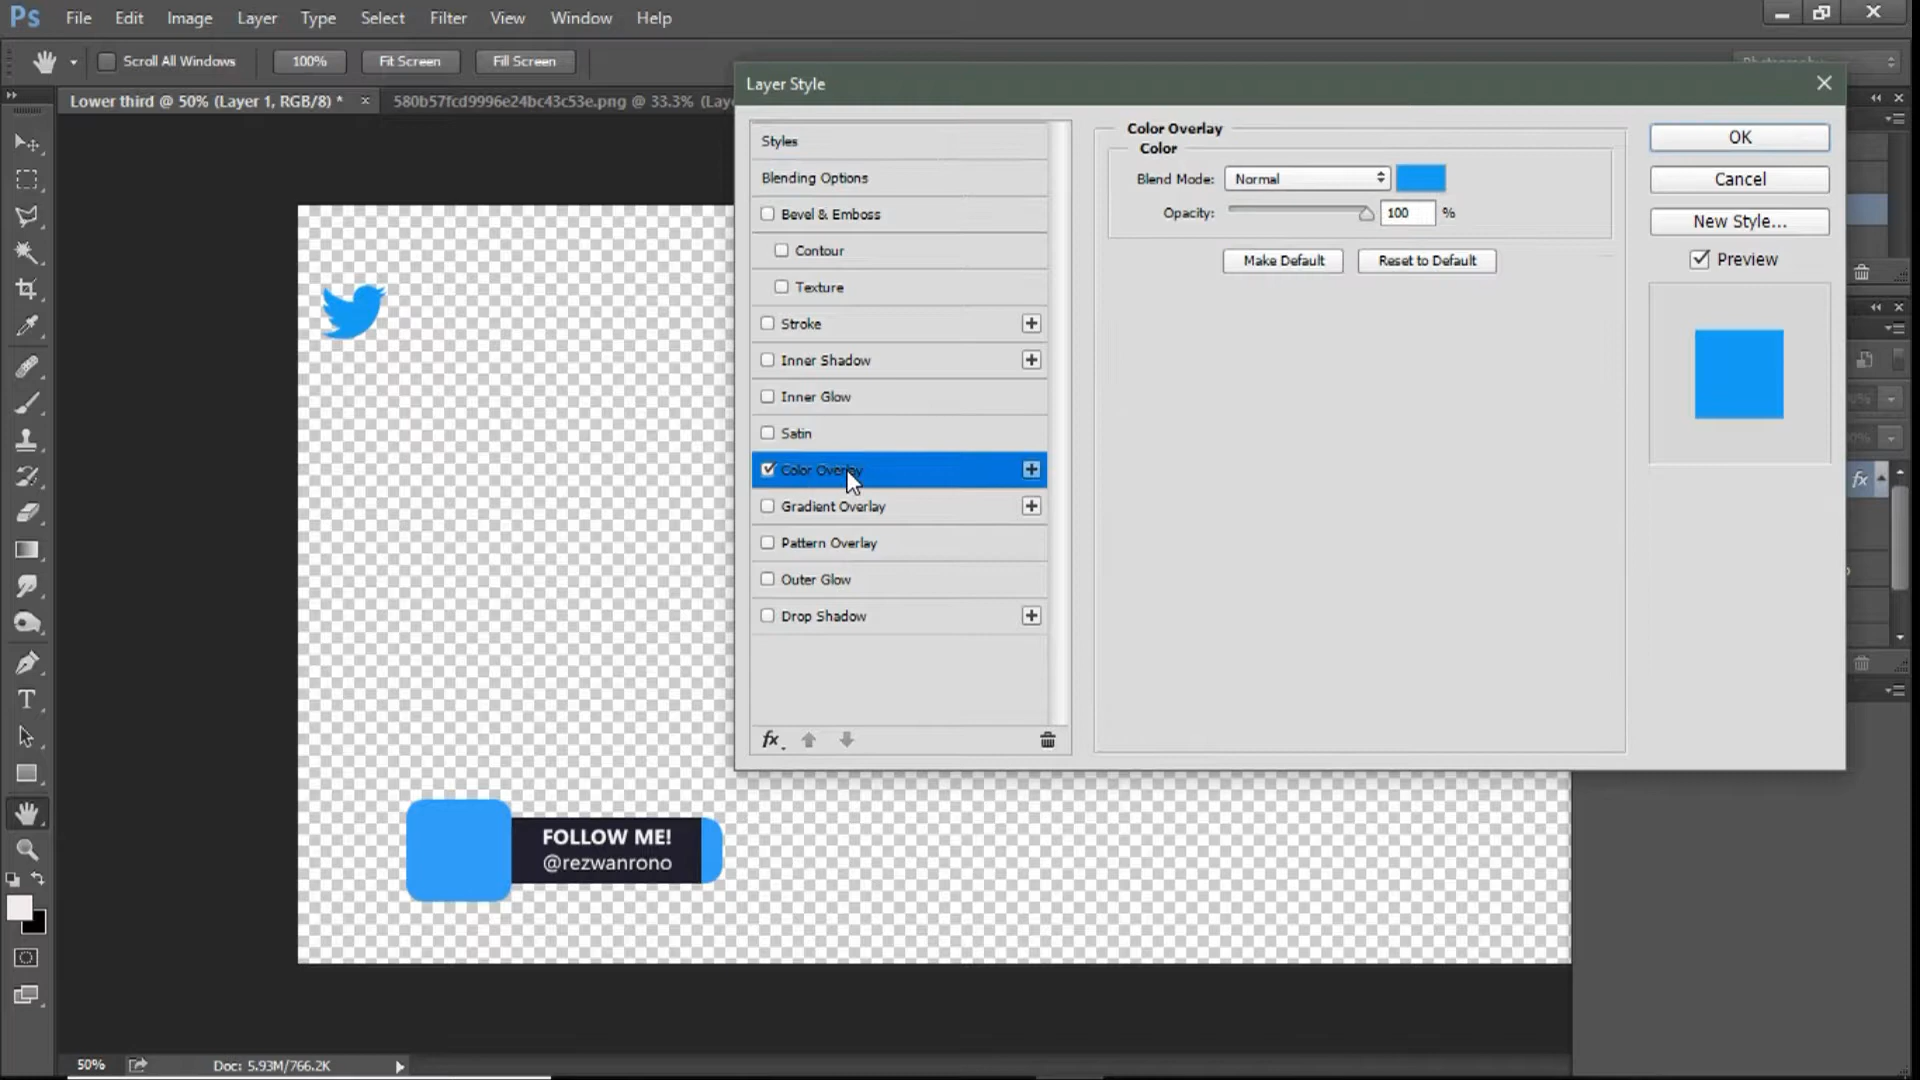 Ps File Edit Image Layer Type Select Filter View Window Help
Scroll All Windows 100% Fit Screen Fill Screen
Lower third @ 50% (Layer 1, RGB/8) * × 580b57fcd9996e24bc43c53e.png @ 33.3% (Lay
Layer Style
Styles
Blending Options
Bevel & Emboss
Contour
Texture
Stroke
Inner Shadow
Inner Glow
Satin
Color Overlay
Gradient Overlay
Pattern Overlay
Outer Glow
Drop Shadow
fx
Color Overlay
Color
Blend Mode: Normal
Opacity: 100 %
Make Default Reset to Default
OK
Cancel
New Style...
Preview
fx
T
FOLLOW ME!
@rezwanrono
50% Doc: 5.93M/766.2K